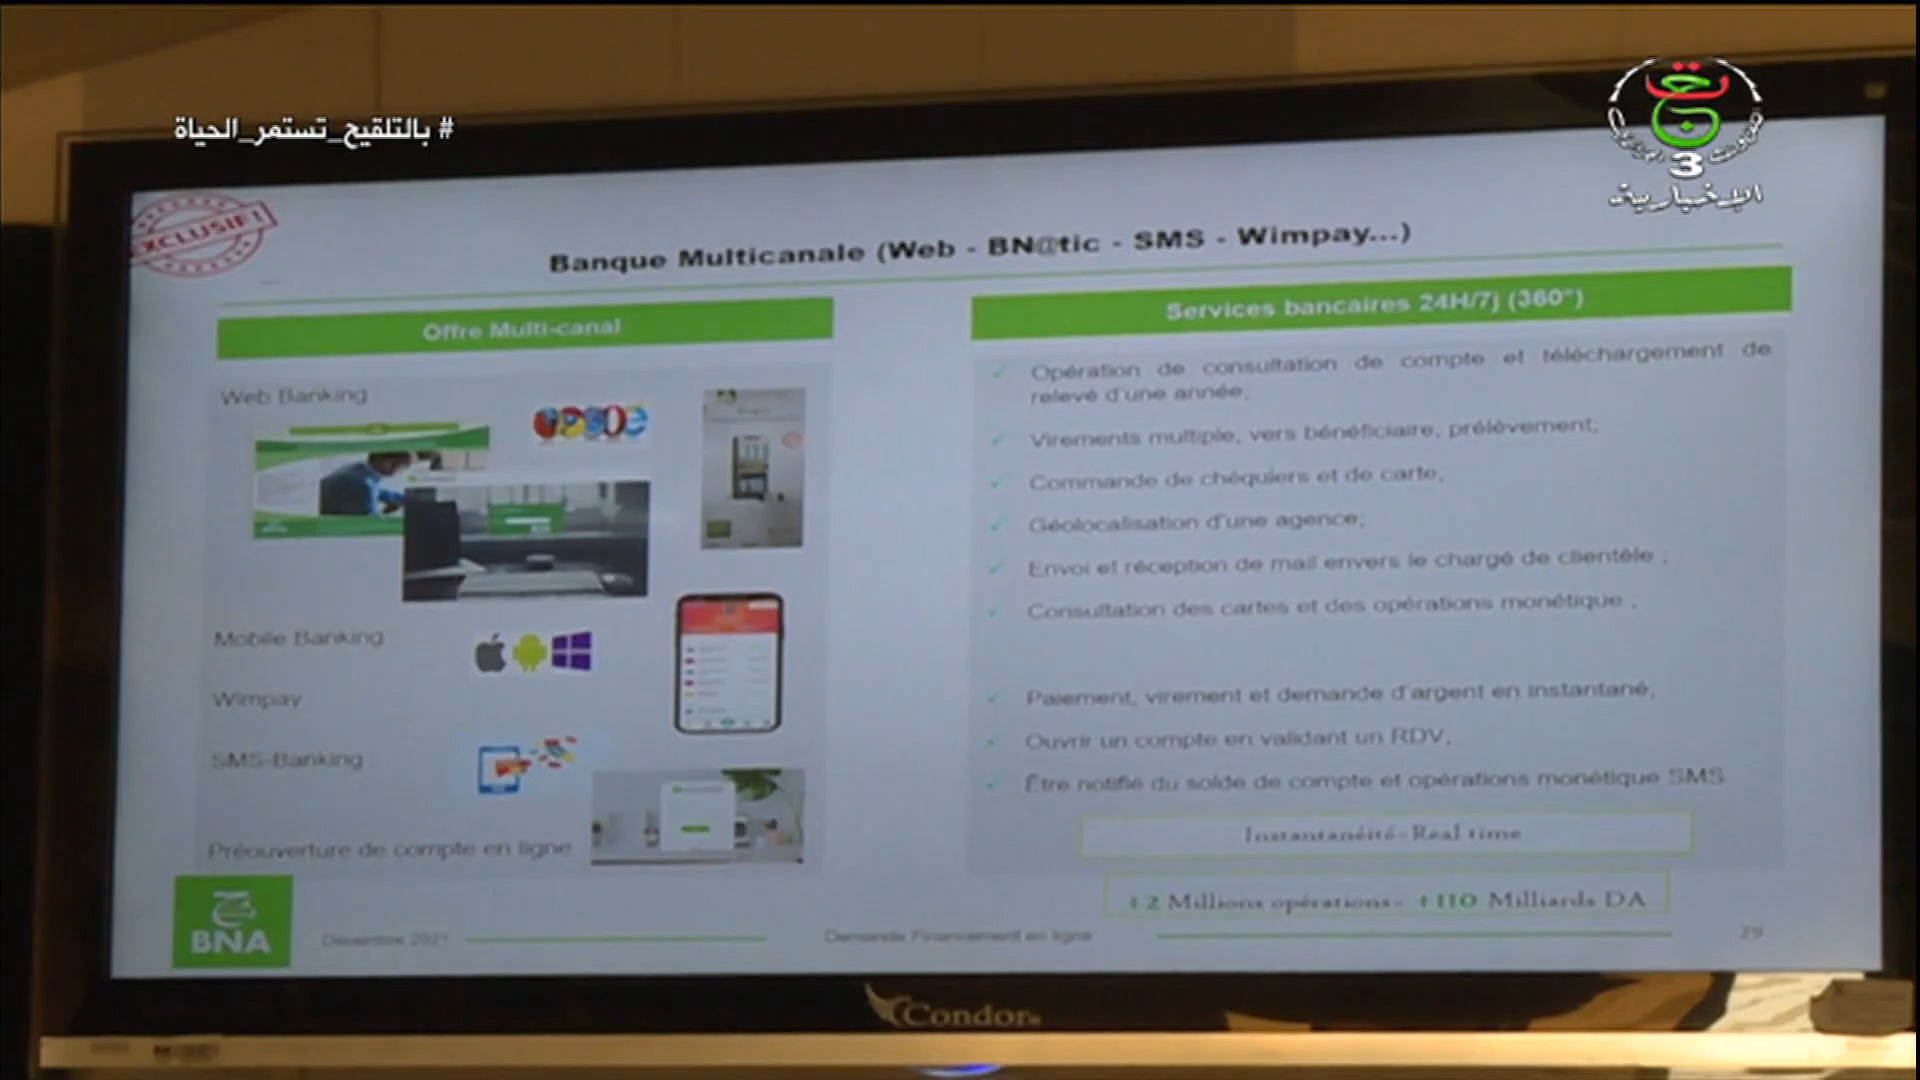 # بالتلقيح_تستمر_الحياة
3
الإخبارية
EXCLUSIF!
Banque Multicanale (Web - BN@tic - SMS - Wimpay...)
Offre Multi-canal
Web Banking
Mobile Banking
Wimpay
SMS-Banking
Préouverture de compte en ligne
Services bancaires 24H/7j (360°)
Opération de consultation de compte et téléchargement de
relevé d'une année.
Virements multiple, vers bénéficiaire, prélèvement;
Commande de chéquiers et de carte,
Géolocalisation d'une agence;
Envoi et réception de mail envers le chargé de clientèle ;
Consultation des cartes et des opérations monétique ;
Paiement, virement et demande d'argent en instantané,
Ouvrir un compte en validant un RDV,
Être notifié du solde de compte et opérations monétique SMS
Instantanéité-Real time
+2 Millions opérations- +110 Milliards DA
BNA
Décembre 2021
Demande Financement en ligne
29
Condor